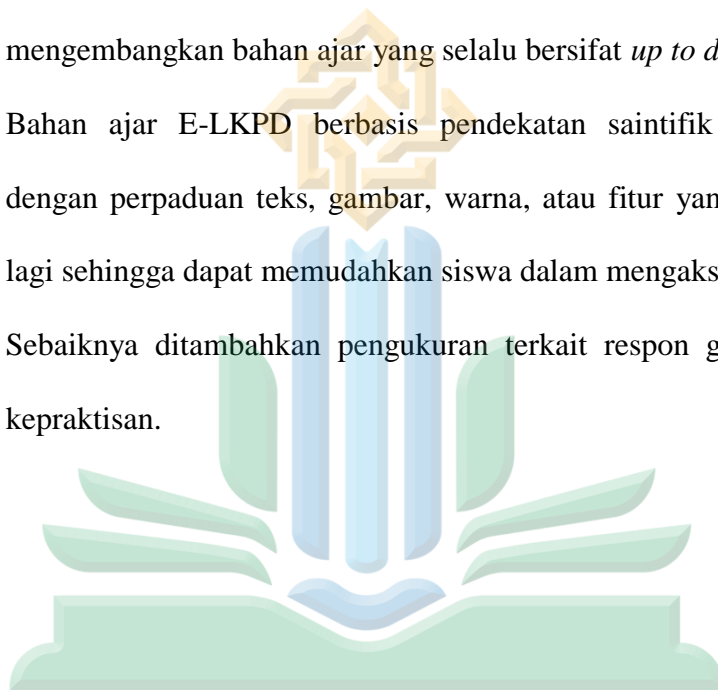 mengembangkan bahan ajar yang selalu bersifat up to d
Bahan ajar E-LKPD berbasis pendekatan saintifik
dengan perpaduan teks, gambar, warna, atau fitur yan
lagi sehingga dapat memudahkan siswa dalam mengaks
Sebaiknya ditambahkan pengukuran terkait respon g
kepraktisan.